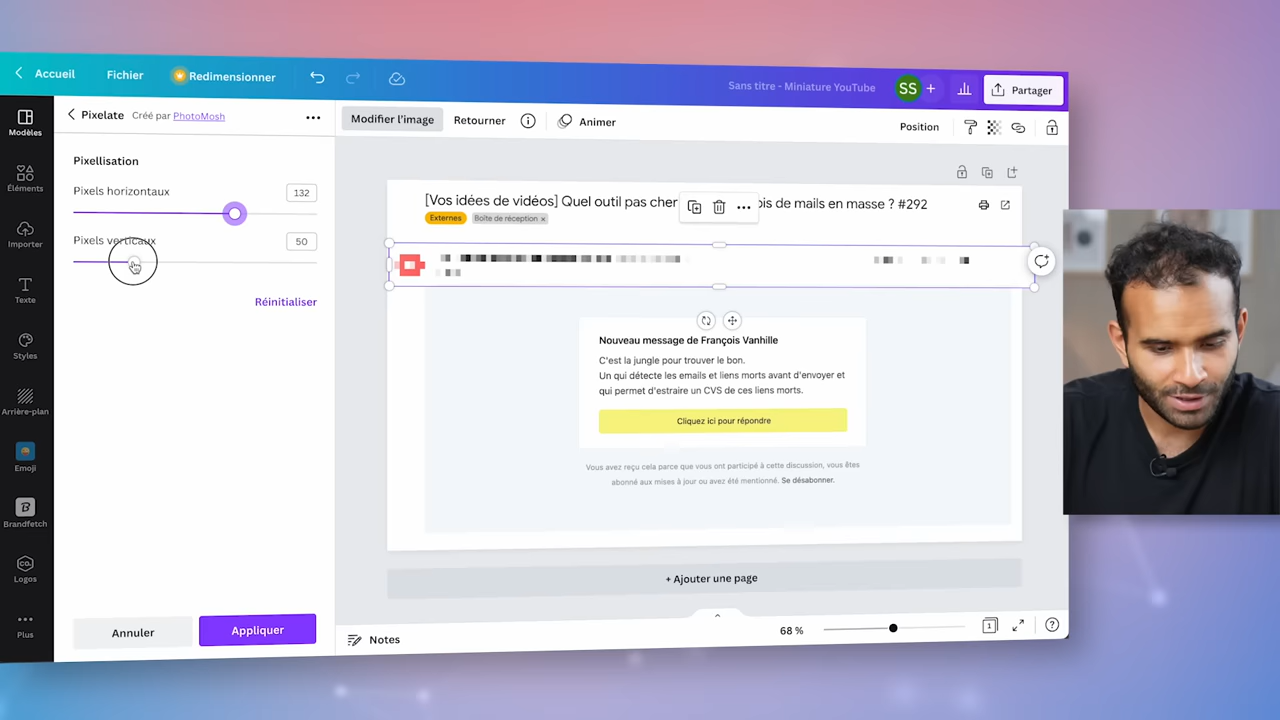 Accueil
Fichier
Redimensionner
Sans titre - Miniature YouTube
SS
+
Partager
Modèles
Éléments
Importer
Texte
Styles
Arrière-plan
Emoji
B
Brandfetch
CO.
Logos
Plus
Pixelate Créé par PhotoMosh
Pixellisation
Pixels horizontaux 132
Pixels verticaux 50
Réinitialiser
Annuler
Appliquer
Modifier l'image
Retourner
Animer
Position
[Vos idées de vidéos] Quel outil pas cher
ois de mails en masse ? #292
Externes
Boîte de réception ×
Nouveau message de François Vanhille
C'est la jungle pour trouver le bon.
Un qui détecte les emails et liens morts avant d'envoyer et
qui permet d'estraire un CVS de ces liens morts.
Cliquez ici pour répondre
Vous avez reçu cela parce que vous ont participé à cette discussion, vous êtes
abonné aux mises à jour ou avez été mentionné. Se désabonner.
+ Ajouter une page
Notes
68 %
1